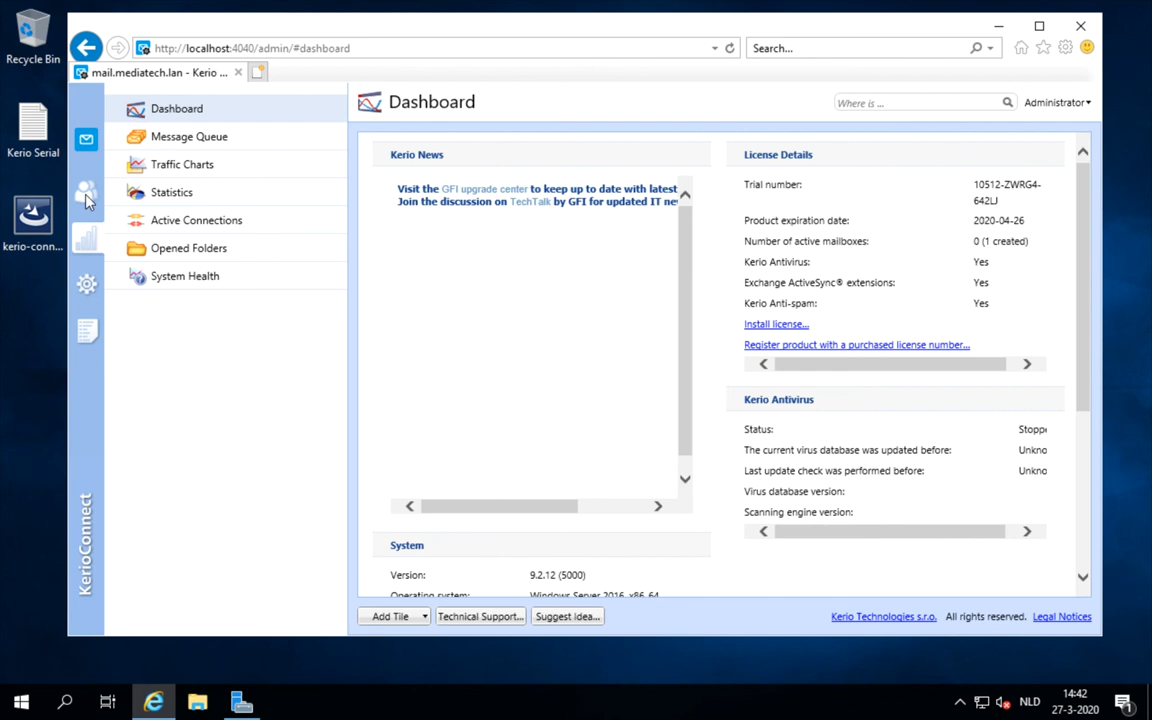 Recycle Bin
Kerio Serial
kerio-conn...
http://localhost:4040/admin/#dashboard
Search...
mail.mediatech.lan - Kerio ...
Dashboard
Message Queue
Traffic Charts
Statistics
Active Connections
Opened Folders
System Health
KerioConnect
Dashboard
Where is ...
Administrator
Kerio News
Visit the GFI upgrade center to keep up to date with latest
Join the discussion on TechTalk by GFI for updated IT ne
System
Version: 9.2.12 (5000)
Operating system: Windows Server 2016, x86_64
License Details
Trial number: 10512-ZWRG4-
642LJ
Product expiration date: 2020-04-26
Number of active mailboxes: 0 (1 created)
Kerio Antivirus: Yes
Exchange ActiveSync® extensions: Yes
Kerio Anti-spam: Yes
Install license...
Register product with a purchased license number...
Kerio Antivirus
Status: Stoppe
The current virus database was updated before: Unkno
Last update check was performed before: Unkno
Virus database version:
Scanning engine version:
Add Tile
Technical Support...
Suggest Idea...
Kerio Technologies s.r.o. All rights reserved. Legal Notices
NLD
14:42
27-3-2020
1